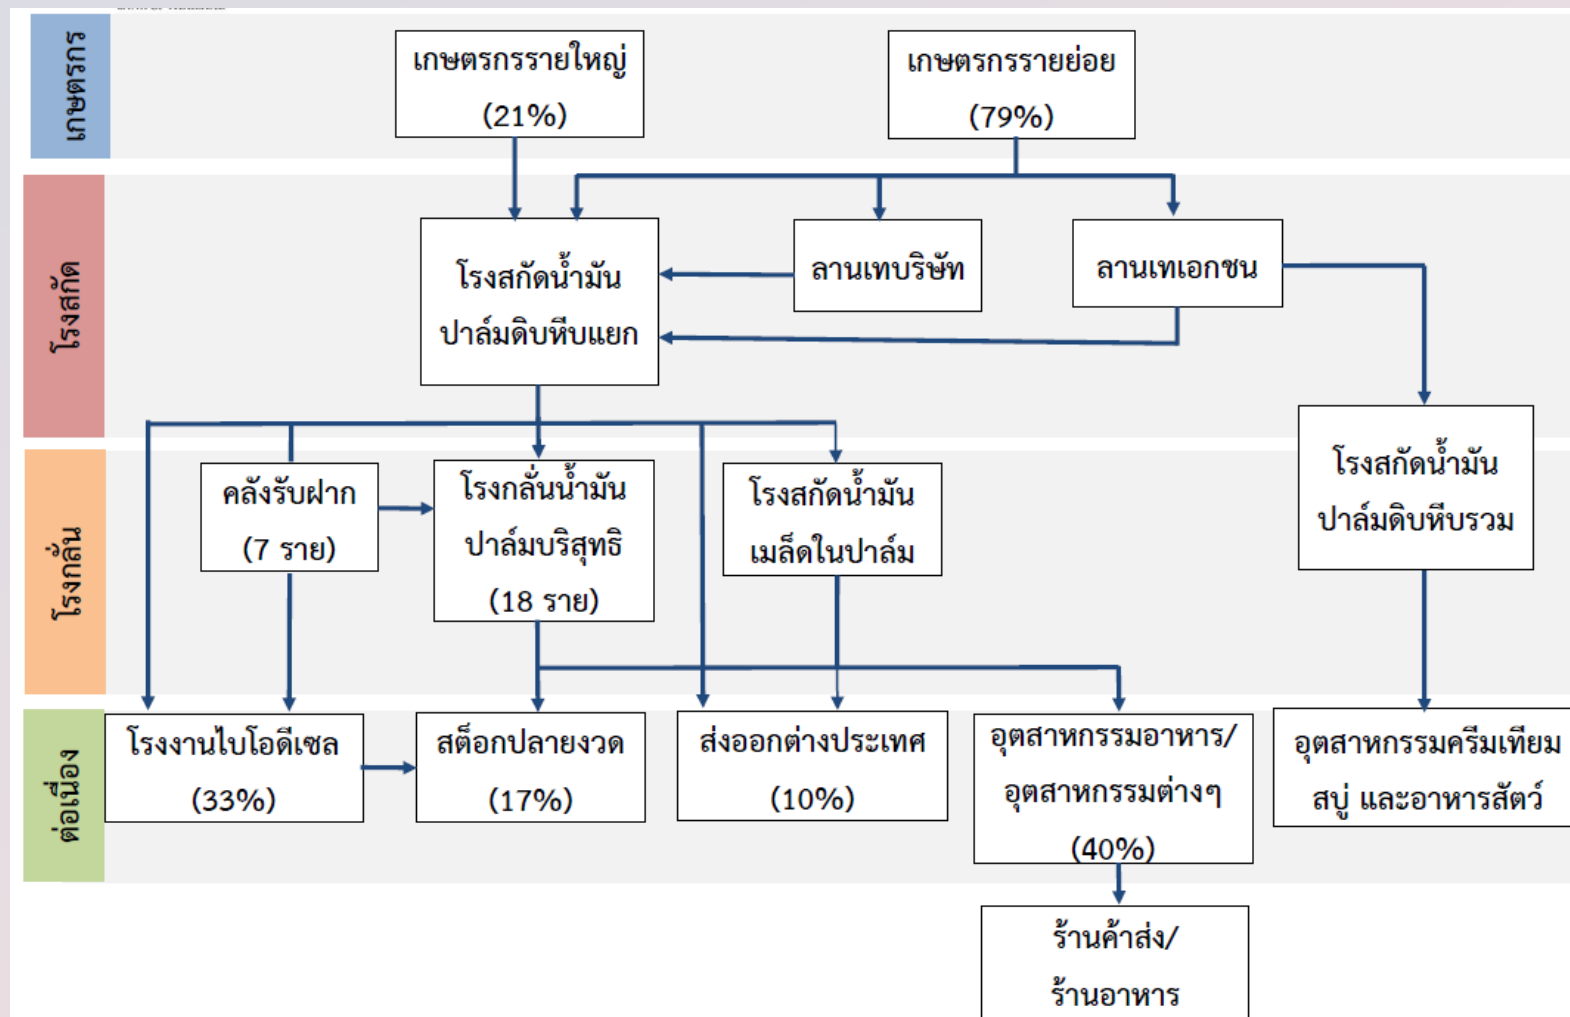 เกษตรกร
เกษตรกรรายใหญ่
(21%)
เกษตรกรรายย่อย
(79%)
โรงสกัด
โรงสกัดน้ำมัน
ปาล์มดิบหีบแยก
ลานเทบริษัท
ลานเทเอกชน
โรงสกัดน้ำมัน
ปาล์มดิบหีบรวม
โรงกลั่น
คลังรับฝาก
(7 ราย)
โรงกลั่นน้ำมัน
ปาล์มบริสุทธิ
(18 ราย)
โรงสกัดน้ำมัน
เมล็ดในปาล์ม
ต่อเนื่อง
โรงงานไบโอดีเซล
(33%)
สต็อกปลายงวด
(17%)
ส่งออกต่างประเทศ
(10%)
อุตสาหกรรมอาหาร/
อุตสาหกรรมต่างๆ
(40%)
อุตสาหกรรมครีมเทียม
สบู่ และอาหารสัตว์
ร้านค้าส่ง/
ร้านอาหาร